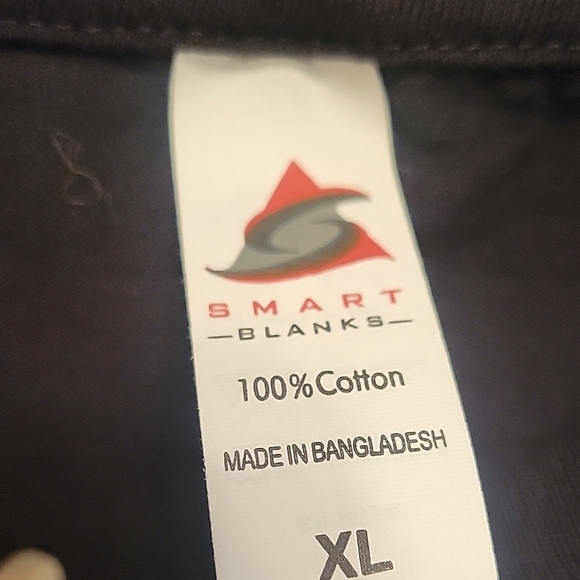 SMART
—BLANKS—
100% Cotton
MADE IN BANGLADESH
XL